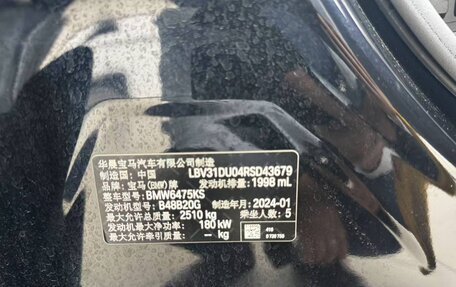 华晨宝马汽车有限公司制造
制造国: 中国 LBV31DU04RSD43679
品牌: 宝马(BMW)牌 发动机排量: 1998 mL
整车型号: BMW6475KS
发动机型号: B48B20G 制造年月: 2024-01
最大允许总质量: 2510 kg 乘坐人数: 5
发动机最大净功率: 180 kW
最大允许牵引质量: – kg